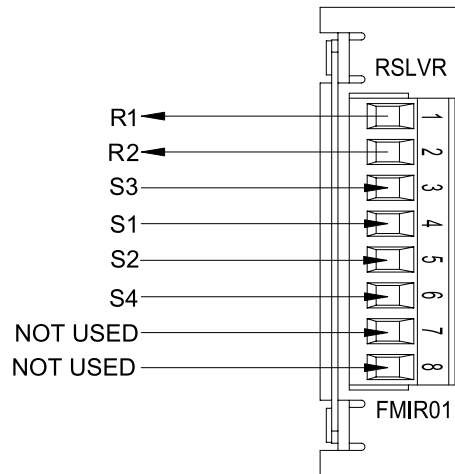 RSLVR
R1 1
R2 2
S3 3
S1 4
S2 5
S4 6
NOT USED 7
NOT USED 8
FMIR01